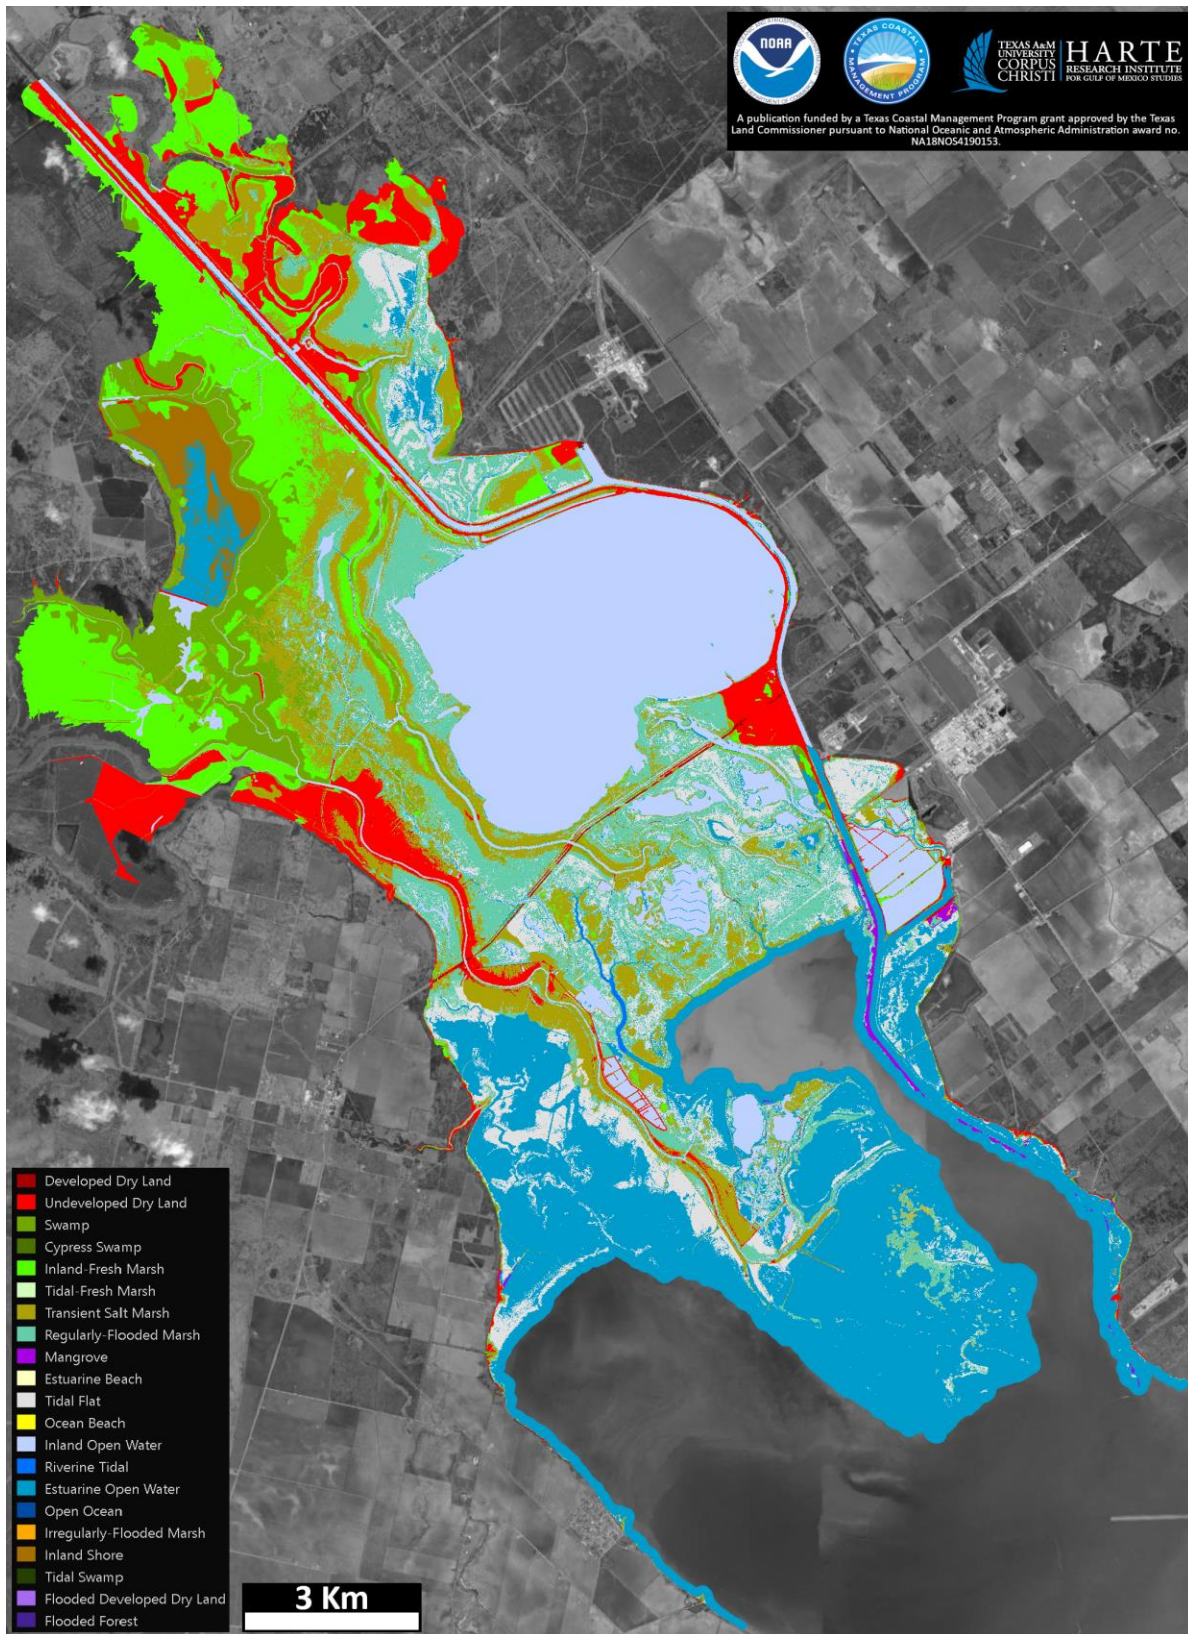 NOAA
TEXAS COASTAL
MANAGEMENT PROGRAM
TEXAS A&M
UNIVERSITY
CORPUS
CHRISTI
HARTE
RESEARCH INSTITUTE
FOR GULF OF MEXICO STUDIES
A publication funded by a Texas Coastal Management Program grant approved by the Texas
Land Commissioner pursuant to National Oceanic and Atmospheric Administration award no.
NA18NOS4190153.
Developed Dry Land
Undeveloped Dry Land
Swamp
Cypress Swamp
Inland-Fresh Marsh
Tidal-Fresh Marsh
Transient Salt Marsh
Regularly-Flooded Marsh
Mangrove
Estuarine Beach
Tidal Flat
Ocean Beach
Inland Open Water
Riverine Tidal
Estuarine Open Water
Open Ocean
Irregularly-Flooded Marsh
Inland Shore
Tidal Swamp
Flooded Developed Dry Land
Flooded Forest
3 Km